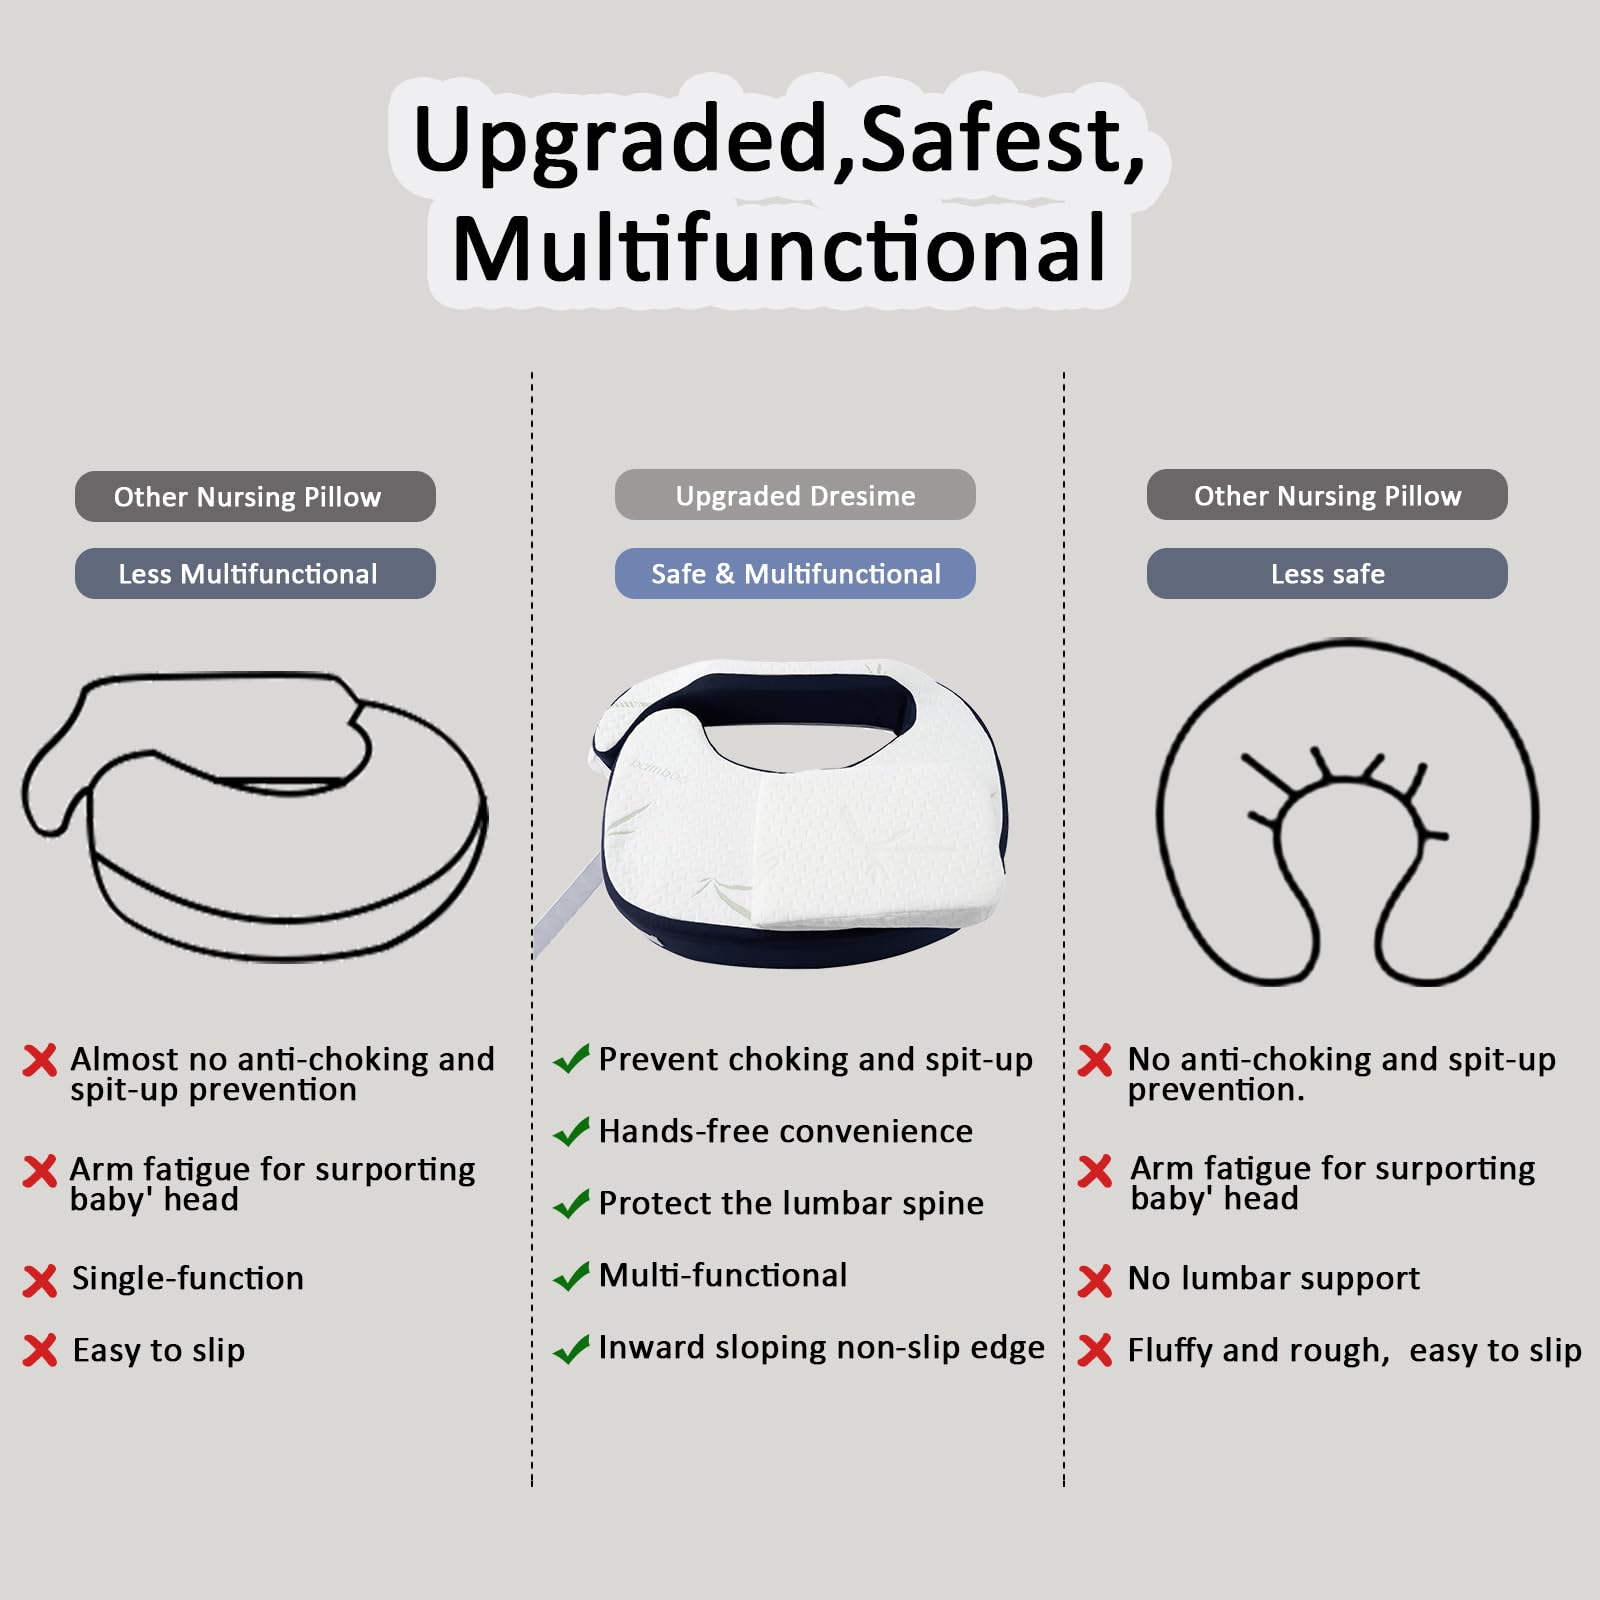 Upgraded,Safest,
Multifunctional
Other Nursing Pillow
Less Multifunctional
Almost no anti-choking and
spit-up prevention
Arm fatigue for surporting
baby' head
Single-function
Easy to slip
Upgraded Dresime
Safe & Multifunctional
bamboo
Prevent choking and spit-up
Hands-free convenience
Protect the lumbar spine
Multi-functional
Inward sloping non-slip edge
Other Nursing Pillow
Less safe
No anti-choking and spit-up
prevention.
Arm fatigue for surporting
baby' head
No lumbar support
Fluffy and rough, easy to slip